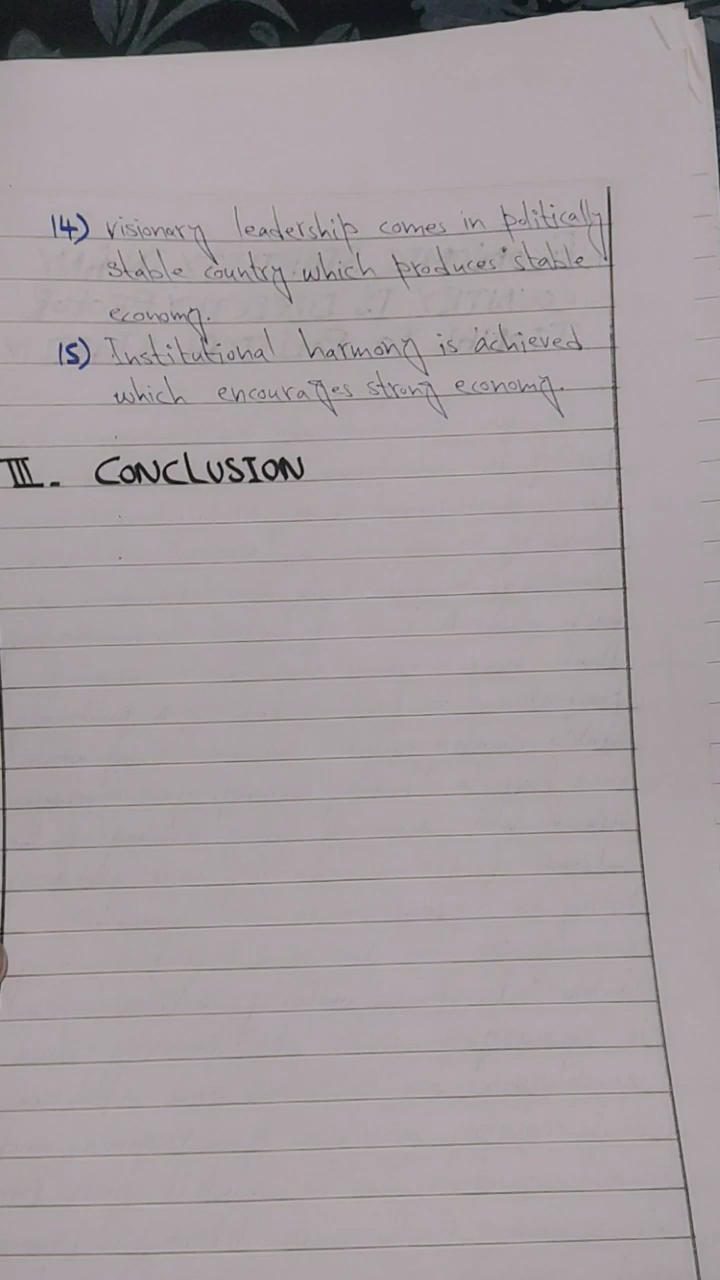 14) visionary leadership comes in politically
stable country which produces stable
economy.
15) Institutional harmony is achieved
which encourages strong economy.
III. CONCLUSION